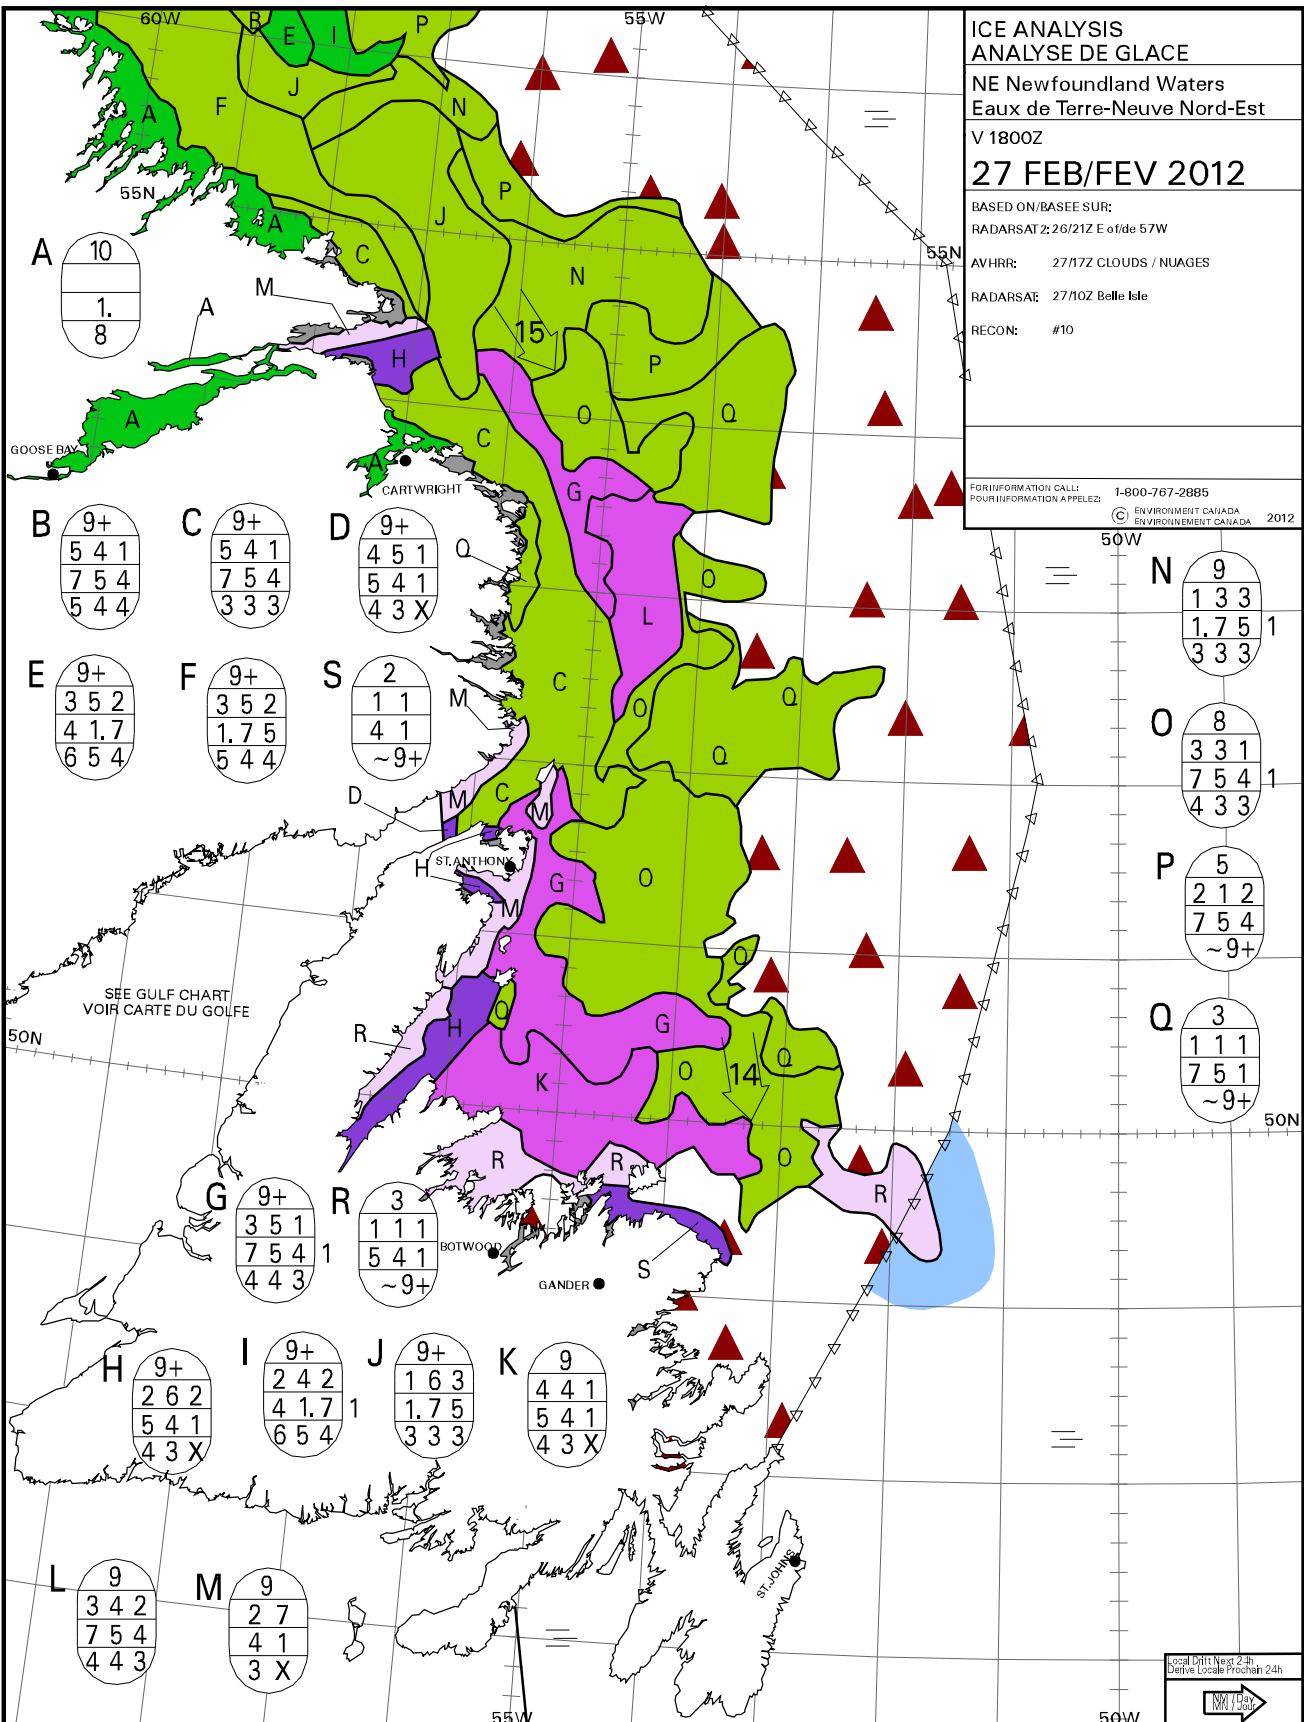 ICE ANALYSIS
ANALYSE DE GLACE
NE Newfoundland Waters
Eaux de Terre-Neuve Nord-Est
V 1800Z
27 FEB/FEV 2012
BASED ON/BASEE SUR:
RADARSAT2: 26/21Z E of/de 57W
AVHRR: 27/17Z CLOUDS / NUAGES
RADARSAT: 27/10Z Belle Isle
RECON: #10
FOR INFORMATION CALL:
POUR INFORMATION APPELEZ: 1-800-767-2885
© ENVIRONMENT CANADA
ENVIRONNEMENT CANADA 2012
60W
55W
B
E
I
P
J
F
A
N
55N
A
P
J
C
N
55N
A
10
1.
8
M
A
15
H
P
A
O
Q
C
GOOSE BAY
A
CARTWRIGHT
G
B
9+
5 4 1
7 5 4
5 4 4
C
9+
5 4 1
7 5 4
3 3 3
D
9+
4 5 1
5 4 1
4 3 X
Q
O
L
50W
N
9
1 3 3
1. 7 5 1
3 3 3
E
9+
3 5 2
4 1. 7
6 5 4
F
9+
3 5 2
1. 7 5
5 4 4
S
2
1 1
4 1
~9+
M
C
O
Q
Q
O
8
3 3 1
7 5 4 1
4 3 3
D
M
C
M
ST. ANTHONY
H
G
O
M
P
5
2 1 2
7 5 4
~9+
SEE GULF CHART
VOIR CARTE DU GOLFE
Q
50N
R
H
Q
G
Q
3
1 1 1
7 5 1
~9+
K
O
14
Q
50N
R
R
O
R
G
9+
3 5 1
7 5 4 1
4 4 3
R
3
1 1 1
5 4 1
~9+
BOTWOOD
GANDER
S
H
9+
2 6 2
5 4 1
4 3 X
I
9+
2 4 2
4 1. 7 1
6 5 4
J
9+
1 6 3
1. 7 5
3 3 3
K
9
4 4 1
5 4 1
4 3 X
ST.JOHNS
L
9
3 4 2
7 5 4
4 4 3
M
9
2 7
4 1
3 X
55W
50W
Local Drift Next 24h
Derive Locale Prochain 24h
NM / Day
MN / Jour